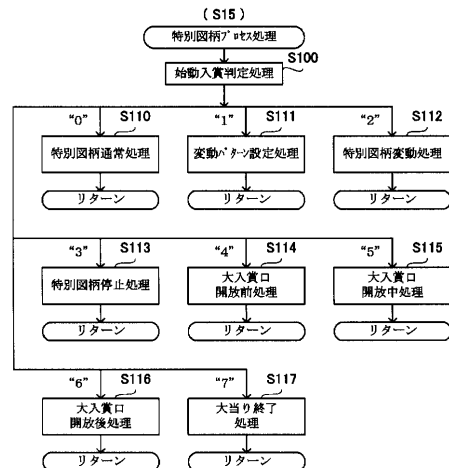 (S15)
特別図柄プロセス処理
S100
始動入賞判定処理
“0” S110 “1” S111 “2” S112
特別図柄通常処理 変動パターン設定処理 特別図柄変動処理
リターン リターン リターン
“3” S113 “4” S114 “5” S115
特別図柄停止処理 大入賞口 大入賞口
開放前処理 開放中処理
リターン リターン リターン
“6” S116 “7” S117
大入賞口 大当り終了
開放後処理 処理
リターン リターン